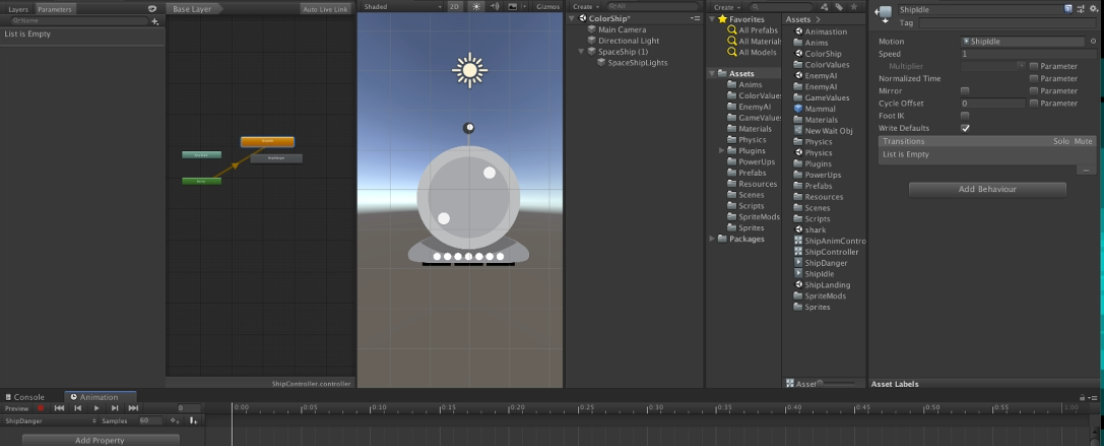 Layers Parameters
Name
List is Empty
Base Layer Auto Live Link
ShipController.controller
Shaded 2D Gizmos
Create All
ColorShip*
Main Camera
Directional Light
SpaceShip (1)
SpaceShipLights
Create
Favorites
All Prefabs
All Materials
All Models
Assets
Anims
ColorValues
EnemyAI
GameValues
Materials
Physics
Plugins
PowerUps
Prefabs
Resources
Scenes
Scripts
SpriteMods
Sprites
Packages
Assets
Animastion
Anims
ColorShip
ColorValues
EnemyAI
EnemyAI
GameValues
Mammal
Materials
New Wait Obj
Physics
Physics
Plugins
PowerUps
Prefabs
Resources
Scenes
Scripts
shark
ShipAnimContro
ShipController
ShipDanger
ShipIdle
ShipLanding
SpriteMods
Sprites
Asset
ShipIdle
Tag
Motion ShipIdle
Speed 1
Multiplier Parameter
Normalized Time Parameter
Mirror Parameter
Cycle Offset 0 Parameter
Foot IK
Write Defaults
Transitions Solo Mute
List is Empty
...
Add Behaviour
Asset Labels
Console Animation
Preview 0:00 0:05 0:10 0:15 0:20 0:25 0:30 0:35 0:40 0:45 0:50 0:55 1:00
ShipDanger Samples 60
Add Property